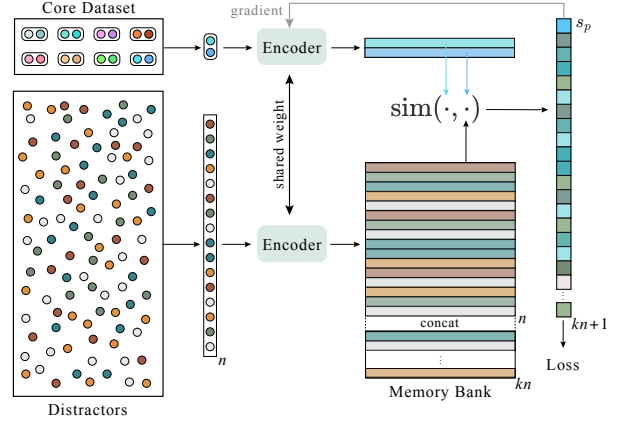 Core Dataset
gradient
s_p
Encoder
sim(·,·)
shared weight
Encoder
concat
n
kn+1
n
Loss
kn
Memory Bank
Distractors